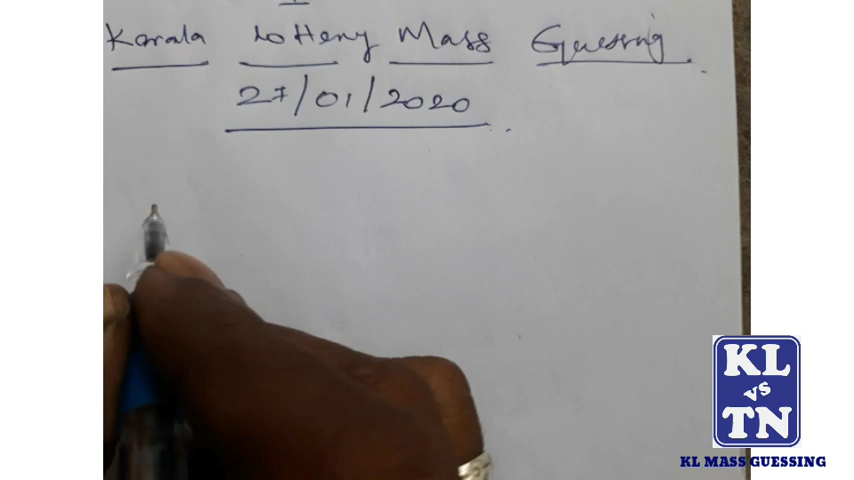 Karala Lottery Mass Guessing.
27/01/2020.
KL
vs
TN
KL MASS GUESSING